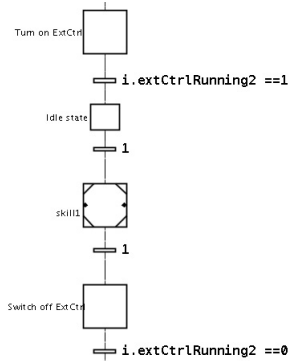 Turn on ExtCtrl
i.extCtrlRunning2 ==1
Idle state
1
skill1
1
Switch off ExtCtrl
i.extCtrlRunning2 ==0